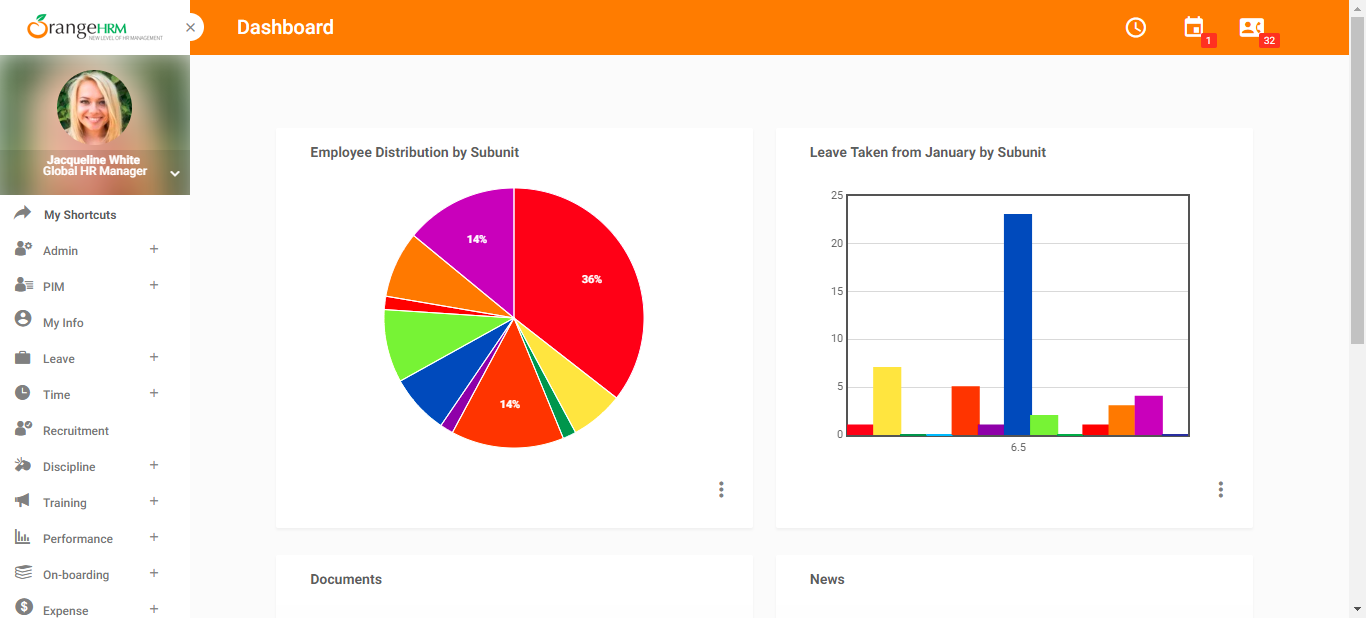 OrangeHRM
NEW LEVEL OF HR MANAGEMENT
Dashboard
1
32
Jacqueline White
Global HR Manager
My Shortcuts
Admin +
PIM +
My Info
Leave +
Time +
Recruitment
Discipline +
Training +
Performance +
On-boarding +
Expense +
Employee Distribution by Subunit
14%
36%
14%
Leave Taken from January by Subunit
25
20
15
10
5
0
6.5
Documents
News